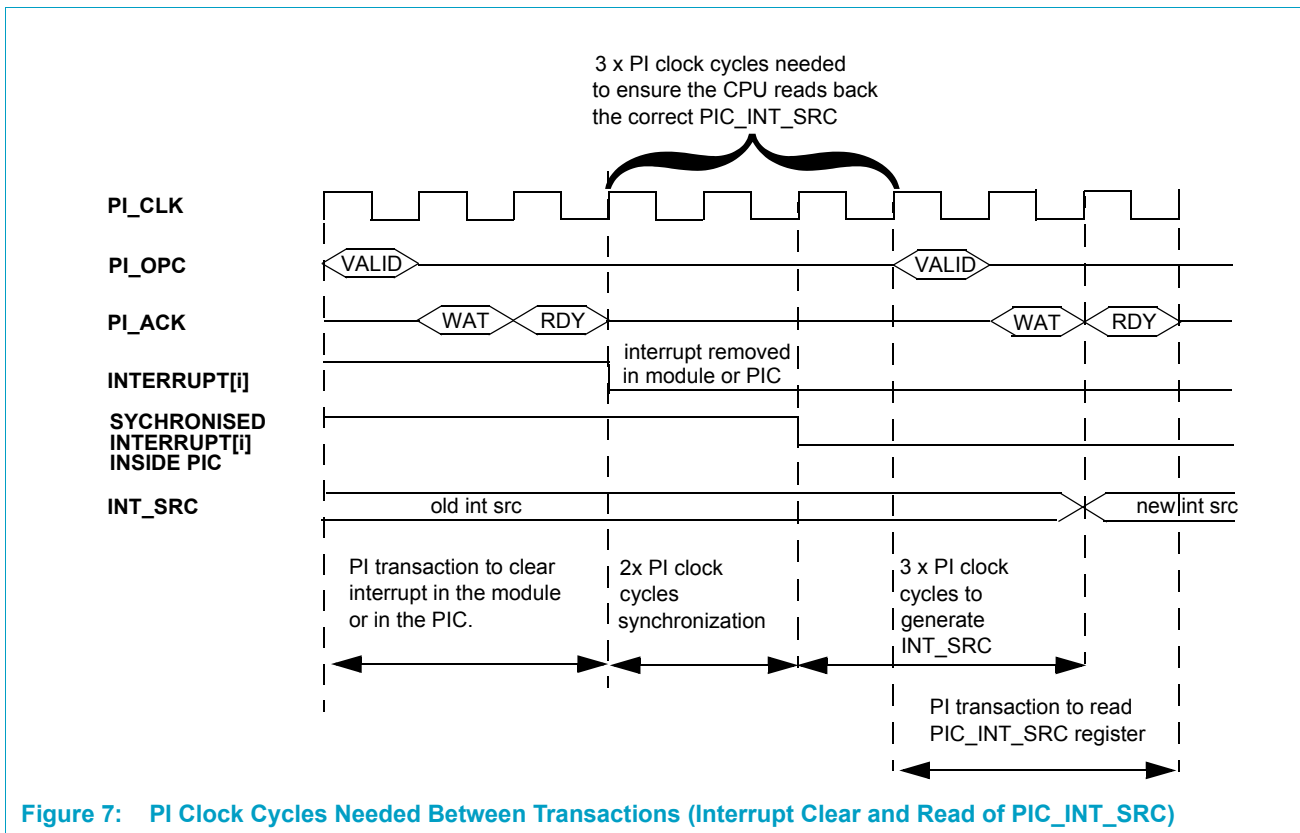 3 x PI clock cycles needed
to ensure the CPU reads back
the correct PIC_INT_SRC
PI_CLK
PI_OPC
VALID
VALID
PI_ACK
WAT
RDY
WAT
RDY
INTERRUPT[i]
interrupt removed
in module or PIC
SYCHRONISED
INTERRUPT[i]
INSIDE PIC
INT_SRC
old int src
new int src
PI transaction to clear
interrupt in the module
or in the PIC.
2x PI clock
cycles
synchronization
3 x PI clock
cycles to
generate
INT_SRC
PI transaction to read
PIC_INT_SRC register
Figure 7: PI Clock Cycles Needed Between Transactions (Interrupt Clear and Read of PIC_INT_SRC)